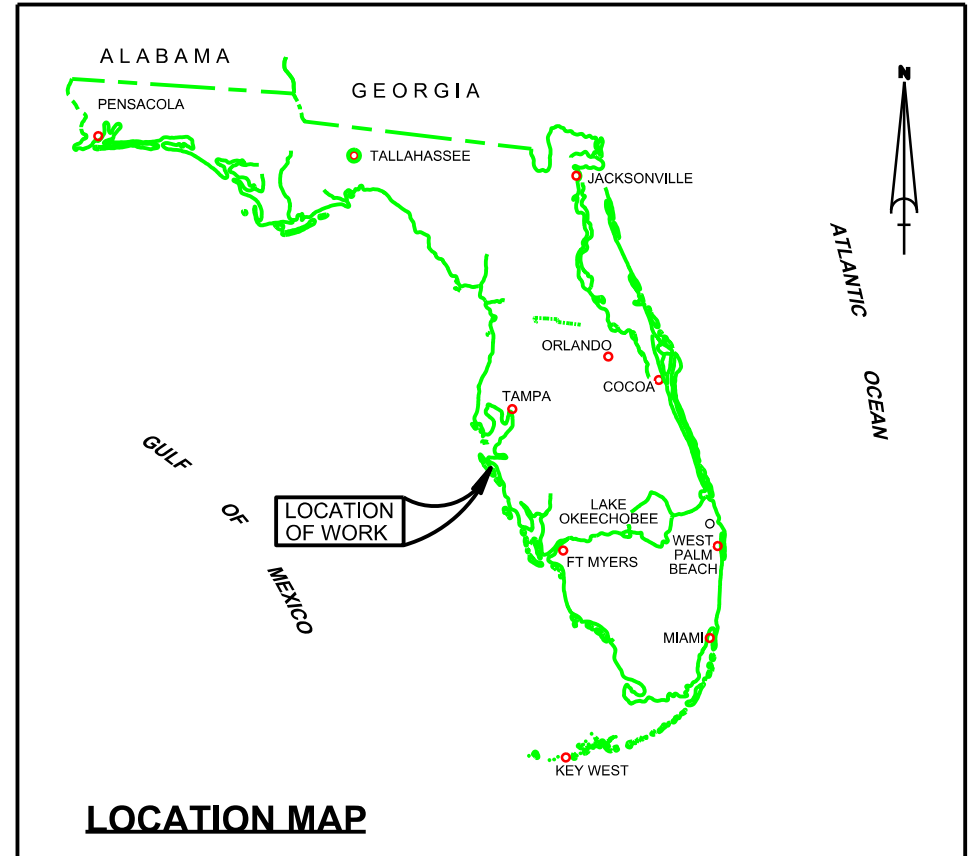 ALABAMA
GEORGIA
N
PENSACOLA
TALLAHASSEE
JACKSONVILLE
ATLANTIC
OCEAN
ORLANDO
COCOA
TAMPA
GULF
OF
MEXICO
LOCATION
OF WORK
LAKE
OKEECHOBEE
WEST
PALM
BEACH
FT MYERS
MIAMI
KEY WEST
LOCATION MAP